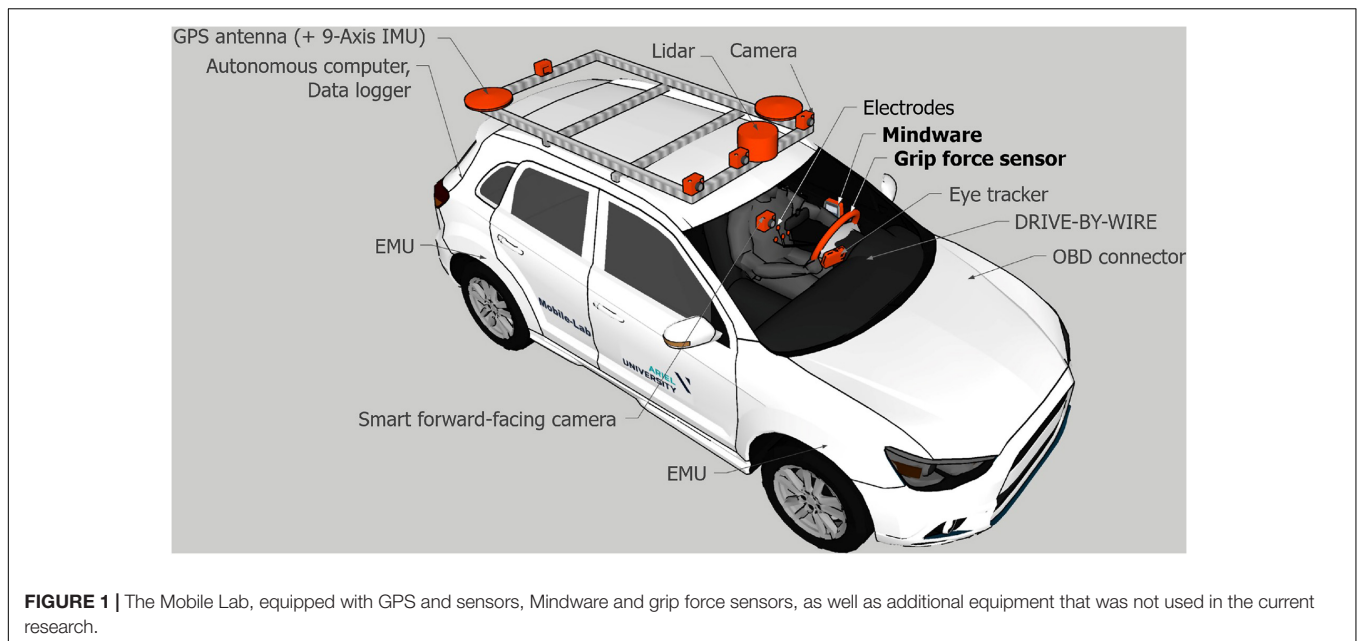 GPS antenna (+ 9-Axis IMU)
Autonomous computer,
Data logger
Lidar
Camera
Electrodes
Mindware
Grip force sensor
Eye tracker
DRIVE-BY-WIRE
OBD connector
EMU
Mobile-Lab
ARIEL
UNIVERSITY
Smart forward-facing camera
EMU
FIGURE 1 | The Mobile Lab, equipped with GPS and sensors, Mindware and grip force sensors, as well as additional equipment that was not used in the current
research.